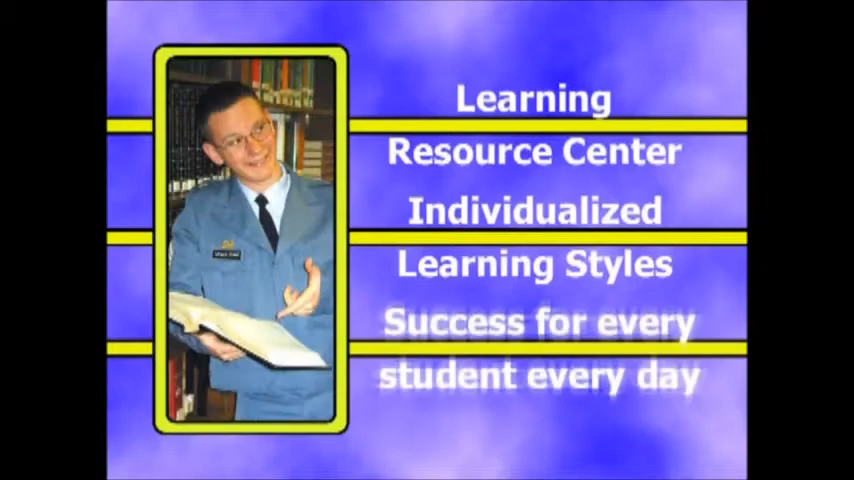 Learning
Resource Center
Individualized
Learning Styles
Success for every
student every day